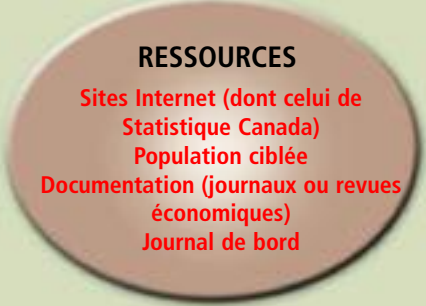 RESSOURCES
Sites Internet (dont celui de
Statistique Canada)
Population ciblée
Documentation (journaux ou revues
économiques)
Journal de bord